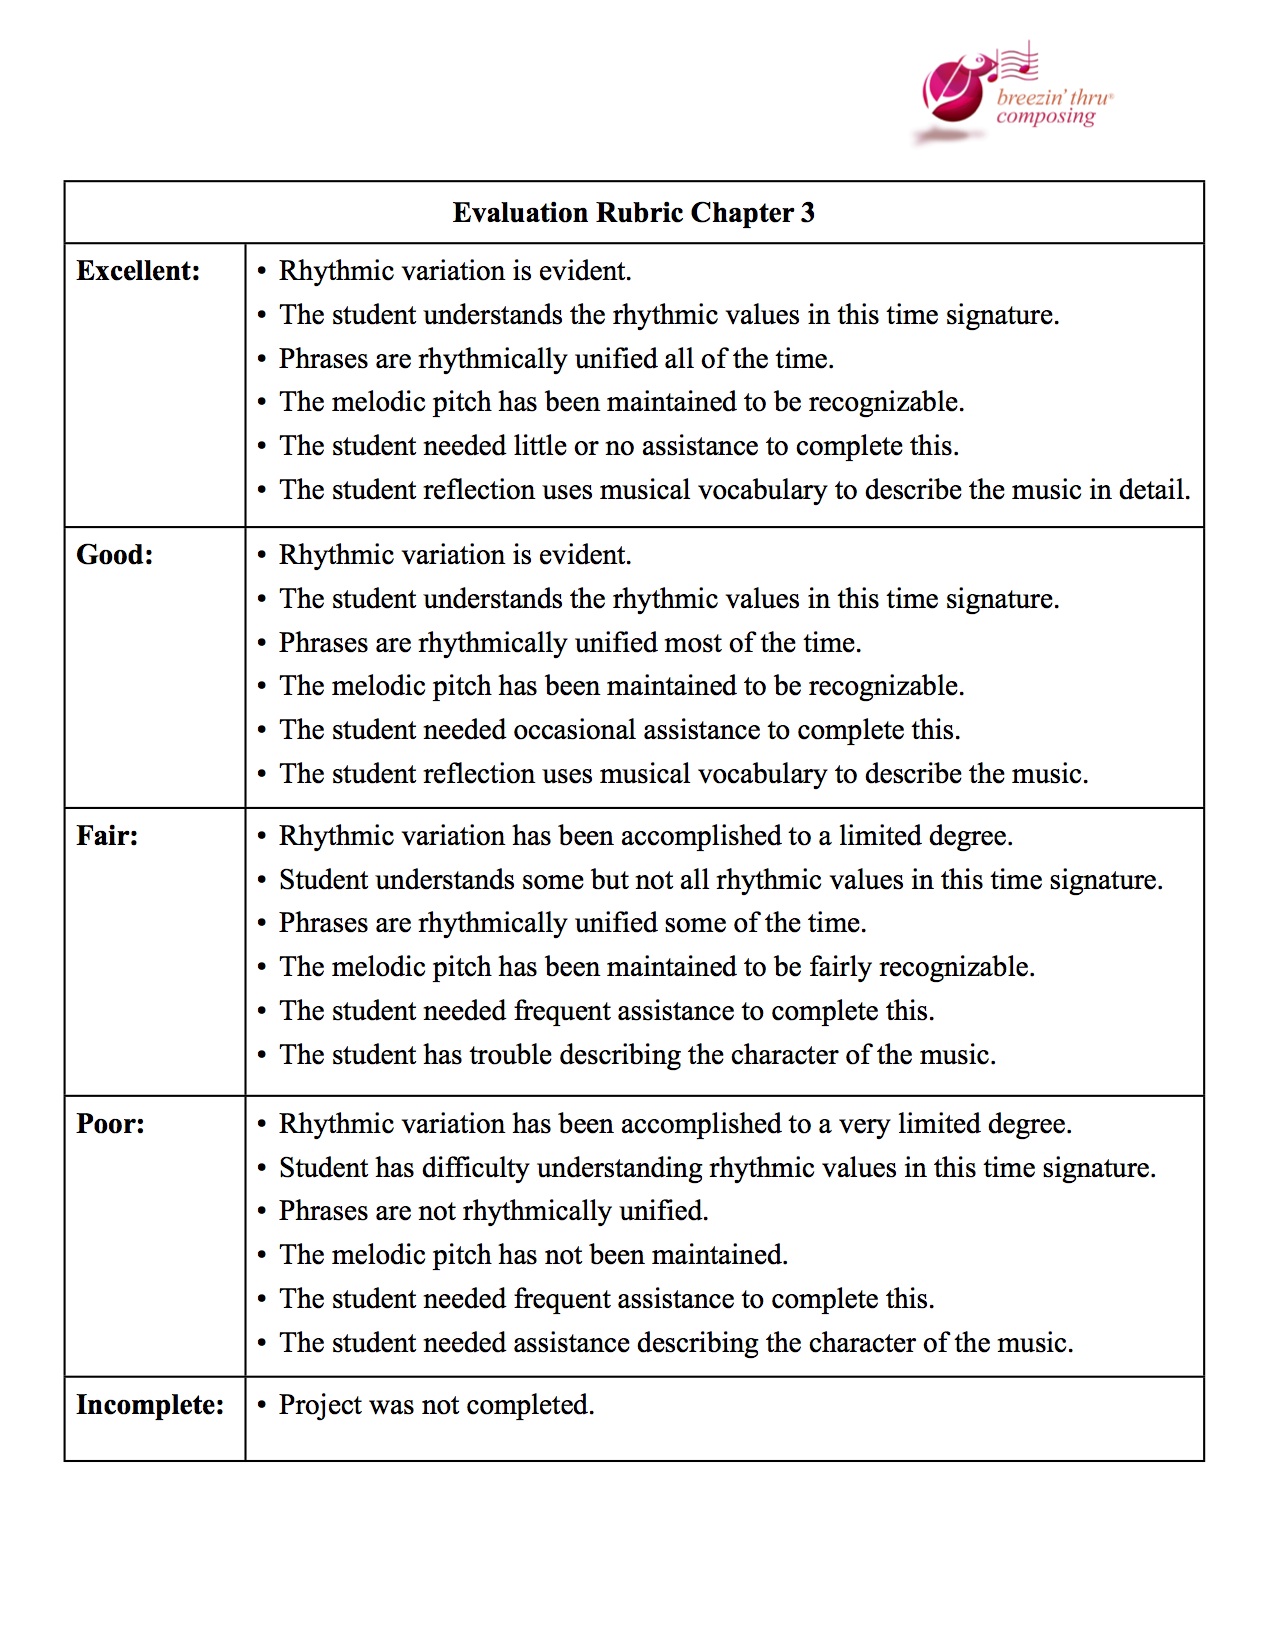 breezin' thru®
composing
Evaluation Rubric Chapter 3
Excellent:
• Rhythmic variation is evident.
• The student understands the rhythmic values in this time signature.
• Phrases are rhythmically unified all of the time.
• The melodic pitch has been maintained to be recognizable.
• The student needed little or no assistance to complete this.
• The student reflection uses musical vocabulary to describe the music in detail.
Good:
• Rhythmic variation is evident.
• The student understands the rhythmic values in this time signature.
• Phrases are rhythmically unified most of the time.
• The melodic pitch has been maintained to be recognizable.
• The student needed occasional assistance to complete this.
• The student reflection uses musical vocabulary to describe the music.
Fair:
• Rhythmic variation has been accomplished to a limited degree.
• Student understands some but not all rhythmic values in this time signature.
• Phrases are rhythmically unified some of the time.
• The melodic pitch has been maintained to be fairly recognizable.
• The student needed frequent assistance to complete this.
• The student has trouble describing the character of the music.
Poor:
• Rhythmic variation has been accomplished to a very limited degree.
• Student has difficulty understanding rhythmic values in this time signature.
• Phrases are not rhythmically unified.
• The melodic pitch has not been maintained.
• The student needed frequent assistance to complete this.
• The student needed assistance describing the character of the music.
Incomplete:
• Project was not completed.